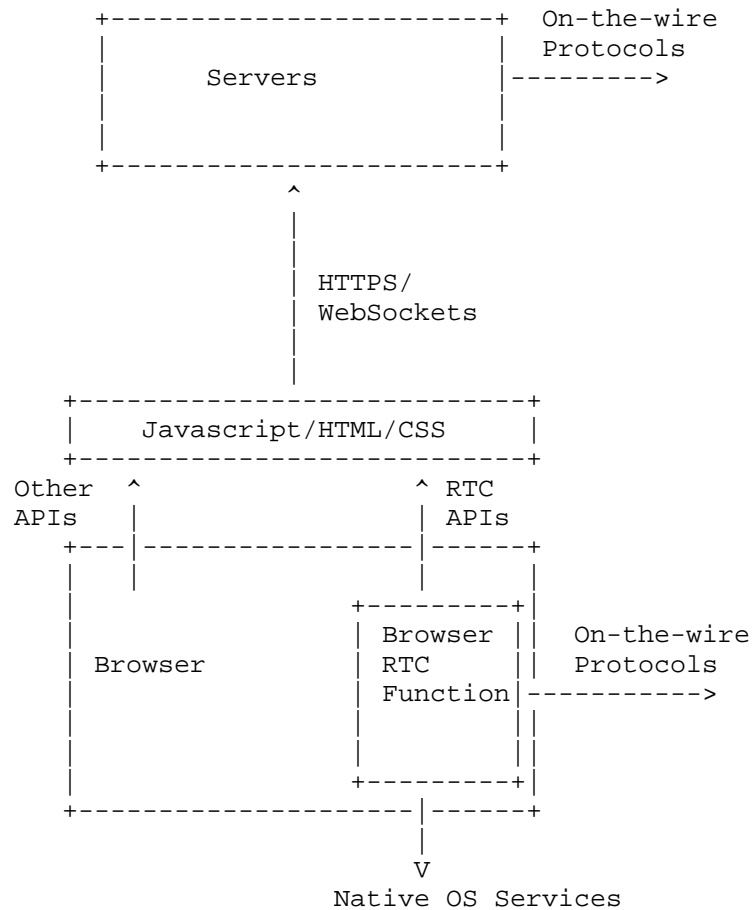 On-the-wire
Protocols
Servers
HTTPS/
WebSockets
Javascript/HTML/CSS
Other
APIs
RTC
APIs
Browser
Browser
RTC
Function
On-the-wire
Protocols
Native OS Services